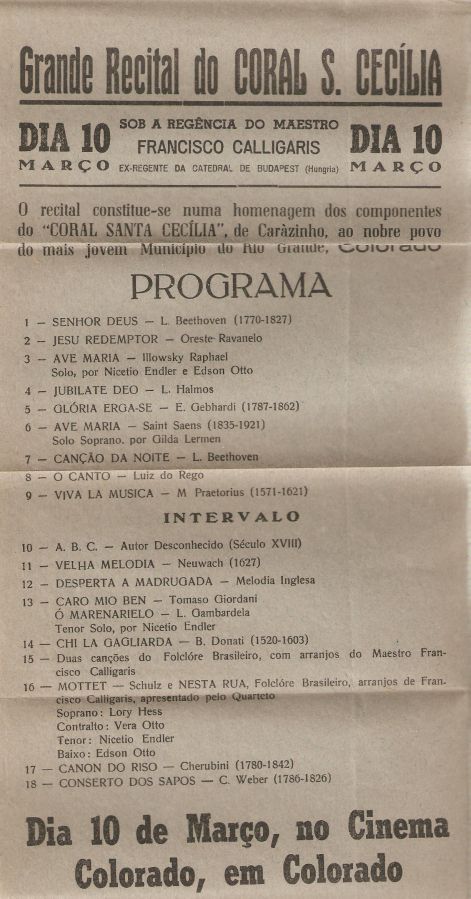 Grande Recital do CORAL S. CECÍLIA
DIA 10
MARÇO
SOB A REGÊNCIA DO MAESTRO
FRANCISCO CALLIGARIS
EX-REGENTE DA CATEDRAL DE BUDAPEST (Hungria)
DIA 10
MARÇO
O recital constitue-se numa homenagem dos componentes
do "CORAL SANTA CECÍLIA", de Caràzinho, ao nobre povo
do mais jovem Município do Rio Grande, Colorado
PROGRAMA
1 — SENHOR DEUS — L. Beethoven (1770-1827)
2 — JESU REDEMPTOR — Oreste Ravanelo
3 — AVE MARIA — Illowsky Raphael
Solo, por Nicetio Endler e Edson Otto
4 — JUBILATE DEO — L. Halmos
5 — GLÓRIA ERGA-SE — E. Gebhardi (1787-1862)
6 — AVE MARIA — Saint Saens (1835-1921)
Solo Soprano. por Gilda Lermen
7 — CANÇÃO DA NOITE — L. Beethoven
8 — O CANTO — Luiz do Rego
9 — VIVA LA MUSICA — M Praetorius (1571-1621)
INTERVALO
10 — A. B. C. — Autor Desconhecido (Século XVIII)
11 — VELHA MELODIA — Neuwach (1627)
12 — DESPERTA A MADRUGADA — Melodia Inglesa
13 — CARO MIO BEN — Tomaso Giordani
Ó MARENARIELO — L. Gambardela
Tenor Solo, por Nicetio Endler
14 — CHI LA GAGLIARDA — B. Donati (1520-1603)
15 — Duas canções do Folclóre Brasileiro, com arranjos do Maestro Fran-
cisco Calligaris
16 — MOTTET — Schulz e NESTA RUA, Folclóre Brasileiro, arranjos de Fran-
cisco Calligaris, apresentado pelo Quarteto
Soprano: Lory Hess
Contralto: Vera Otto
Tenor: Nicetio Endler
Baixo: Edson Otto
17 — CANON DO RISO — Cherubini (1780-1842)
18 — CONSERTO DOS SAPOS — C. Weber (1786-1826)
Dia 10 de Março, no Cinema
Colorado, em Colorado